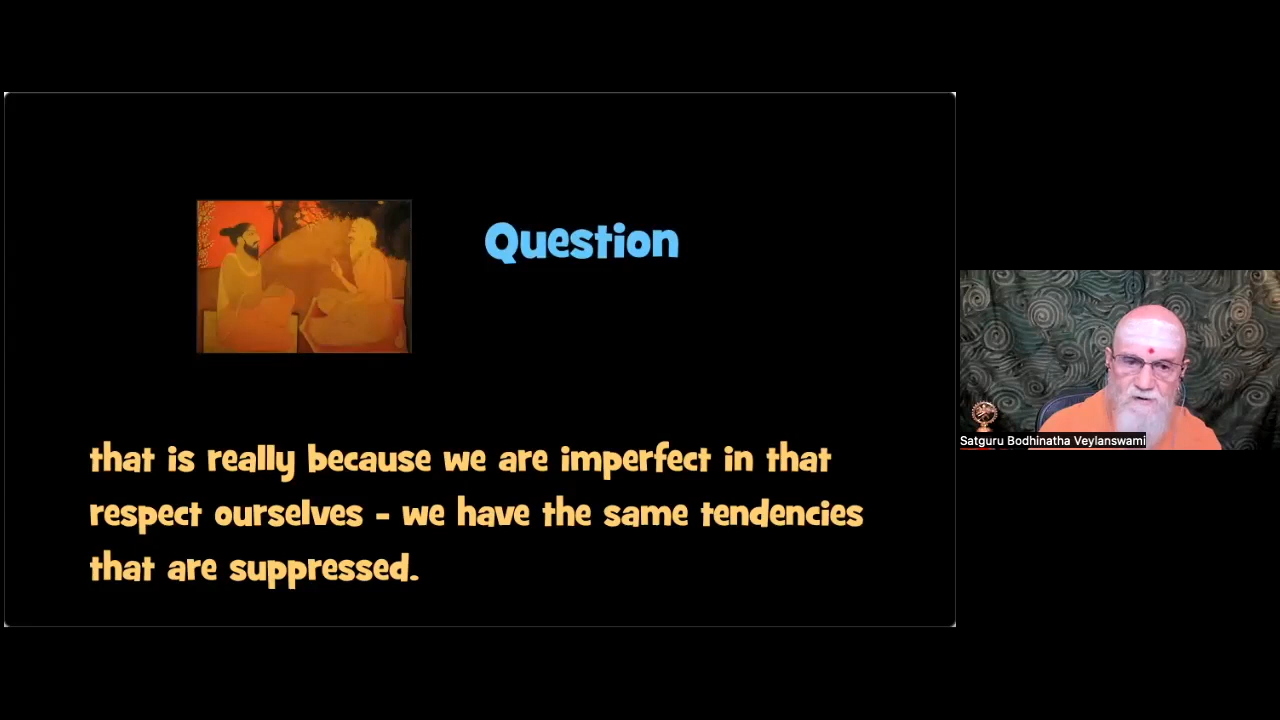 Question
that is really because we are imperfect in that
respect ourselves - we have the same tendencies
that are suppressed.
Satguru Bodhinatha Veylanswami